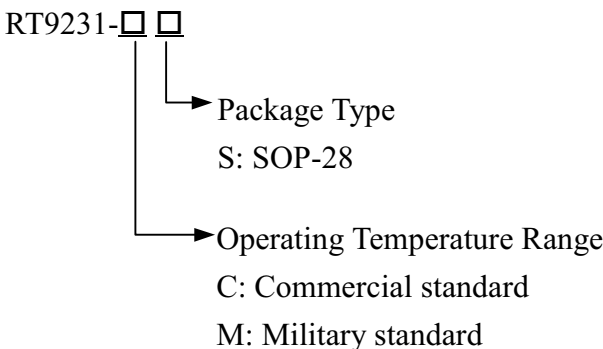 RT9231-□ □
Package Type
S: SOP-28
Operating Temperature Range
C: Commercial standard
M: Military standard